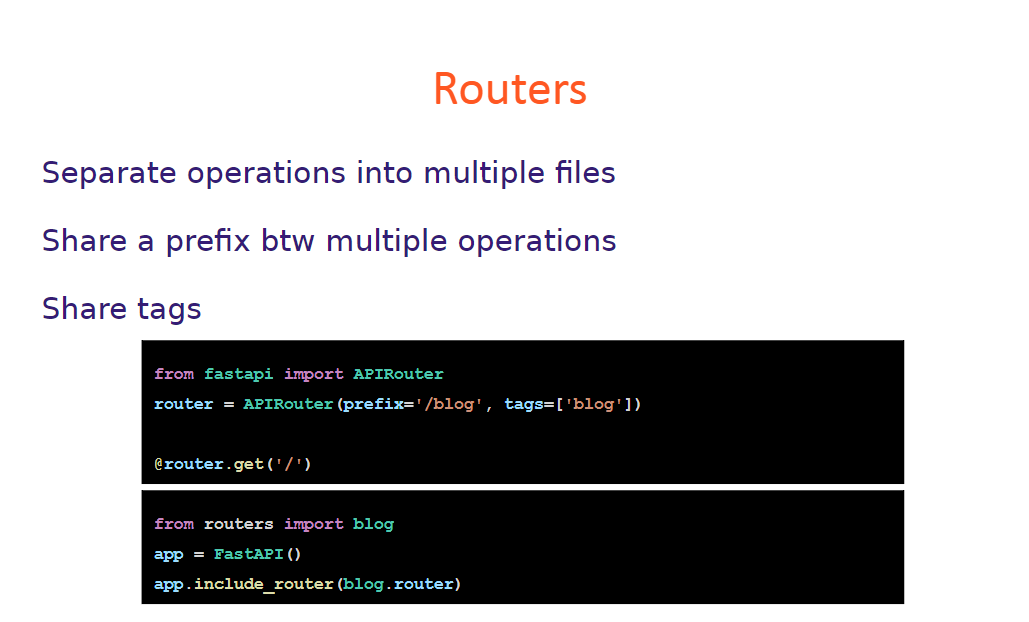 Routers
Separate operations into multiple files
Share a prefix btw multiple operations
Share tags
from fastapi import APIRouter
router = APIRouter(prefix='/blog', tags=['blog'])
@router.get('/')
from routers import blog
app = FastAPI()
app.include_router(blog.router)